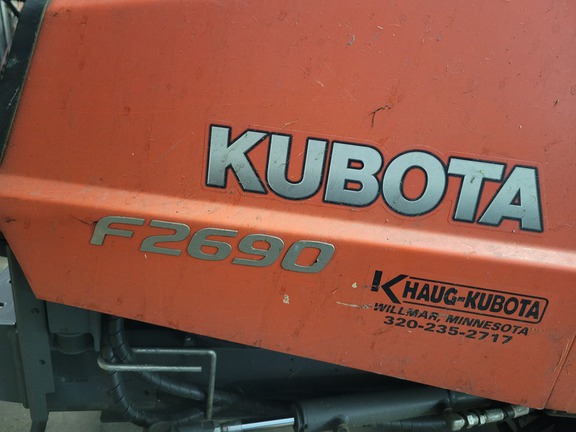 KUBOTA
F2690
K HAUG-KUBOTA
WILLMAR, MINNESOTA
320-235-2717